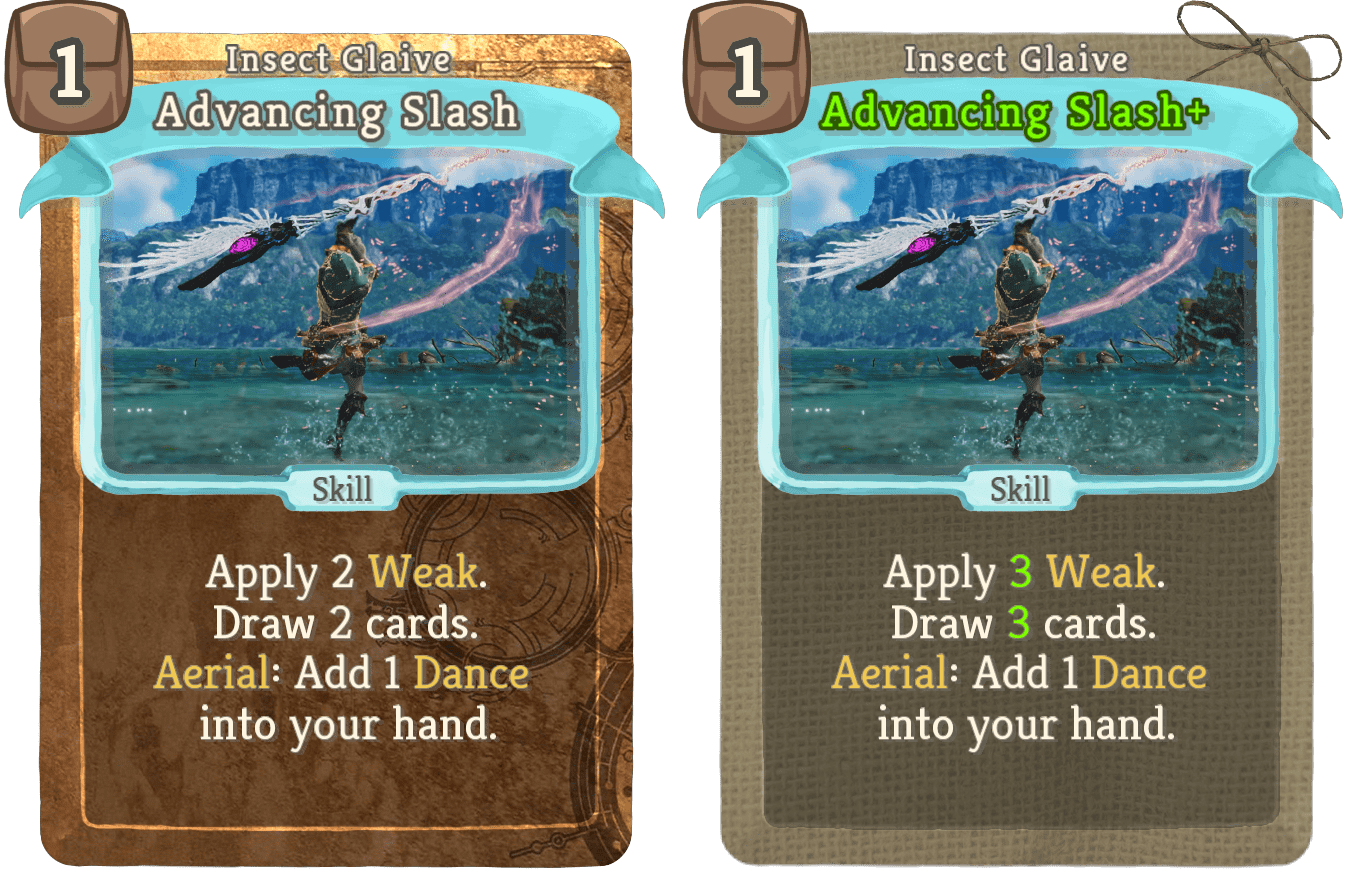 1
Insect Glaive
Advancing Slash
Skill
Apply 2 Weak.
Draw 2 cards.
Aerial: Add 1 Dance
into your hand.
1
Insect Glaive
Advancing Slash+
Skill
Apply 3 Weak.
Draw 3 cards.
Aerial: Add 1 Dance
into your hand.